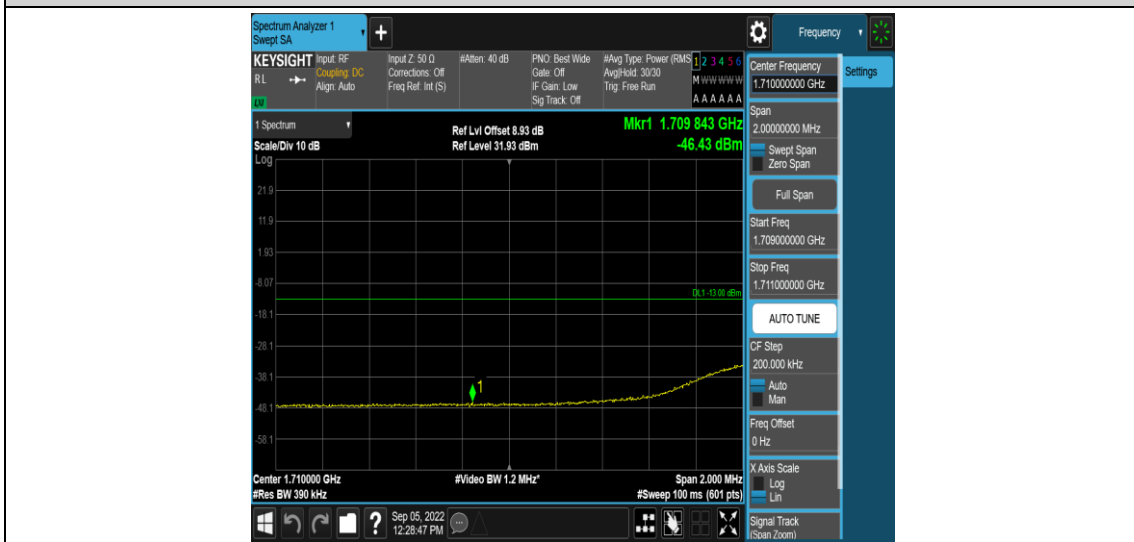 Spectrum Analyzer 1
Swept SA
+
Frequency
KEYSIGHT
RL
Input: RF
Coupling: DC
Align: Auto
Input Z: 50 Ω
Corrections: Off
Freq Ref: Int (S)
#Atten: 40 dB
PNO: Best Wide
Gate: Off
IF Gain: Low
Sig Track: Off
#Avg Type: Power (RMS
Avg|Hold: 30/30
Trig: Free Run
1 2 3 4 5 6
M W W W W W
A A A A A A
Center Frequency
1.710000000 GHz
Settings
1 Spectrum
Scale/Div 10 dB
Ref Lvl Offset 8.93 dB
Ref Level 31.93 dBm
Mkr1 1.709 843 GHz
-46.43 dBm
Log
21.9
11.9
1.93
-8.07
-18.1
-28.1
-38.1
-48.1
-58.1
DL1 -13.00 dBm
1
Center 1.710000 GHz
#Res BW 390 kHz
#Video BW 1.2 MHz*
Span 2.000 MHz
#Sweep 100 ms (601 pts)
Span
2.00000000 MHz
Swept Span
Zero Span
Full Span
Start Freq
1.709000000 GHz
Stop Freq
1.711000000 GHz
AUTO TUNE
CF Step
200.000 kHz
Auto
Man
Freq Offset
0 Hz
X Axis Scale
Log
Lin
Signal Track
(Span Zoom)
?
Sep 05, 2022
12:28:47 PM